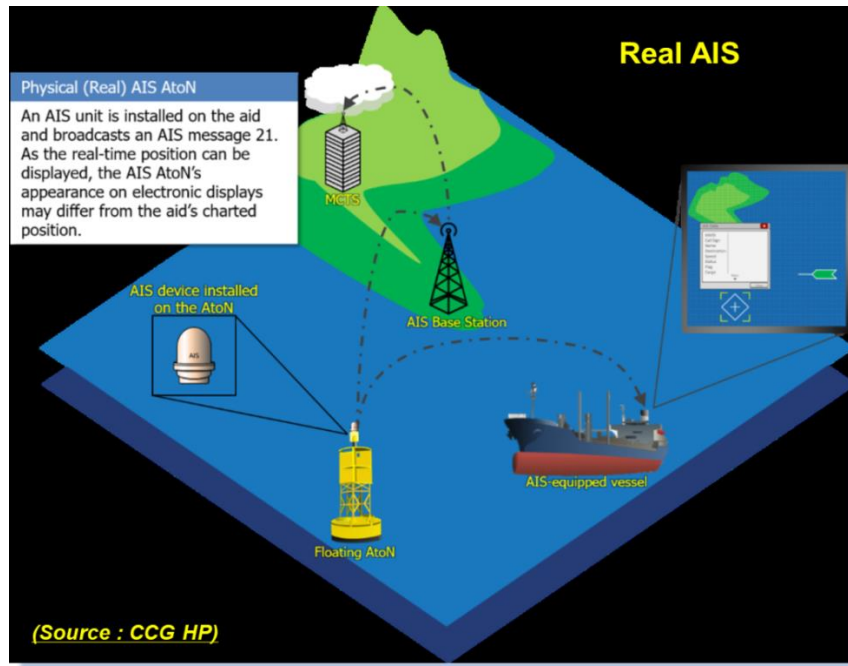 Real AIS
Physical (Real) AIS AtoN
An AIS unit is installed on the aid
and broadcasts an AIS message 21.
As the real-time position can be
displayed, the AIS AtoN's
appearance on electronic displays
may differ from the aid's charted
position.
MCTS
AIS Base Station
AIS device installed
on the AtoN
AIS
AIS-equipped vessel
Floating AtoN
(Source : CCG HP)